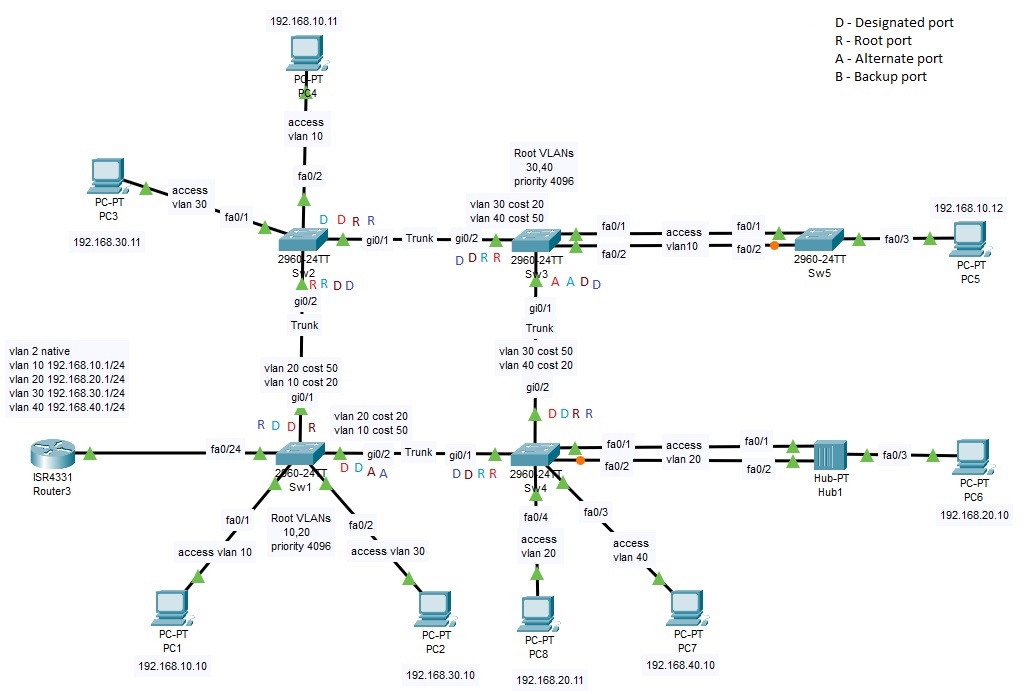 192.168.10.11
PC-PT
PC4
D - Designated port
R - Root port
A - Alternate port
B - Backup port
access
vlan 10
fa0/2
PC-PT
PC3
192.168.30.11
access
vlan 30
fa0/1
D D R R
gi0/1
Trunk
gi0/2
2960-24TT
Sw2
R R D D
gi0/2
Trunk
vlan 20 cost 50
vlan 10 cost 20
gi0/1
Root VLANs
30,40
priority 4096
vlan 30 cost 20
vlan 40 cost 50
D D R R
2960-24TT
Sw3
A A D D
gi0/1
Trunk
vlan 30 cost 50
vlan 40 cost 20
gi0/2
fa0/1
access
fa0/1
fa0/2
vlan10
fa0/2
2960-24TT
Sw5
fa0/3
192.168.10.12
PC-PT
PC5
vlan 2 native
vlan 10 192.168.10.1/24
vlan 20 192.168.20.1/24
vlan 30 192.168.30.1/24
vlan 40 192.168.40.1/24
ISR4331
Router3
fa0/24
R D D R
vlan 20 cost 20
vlan 10 cost 50
gi0/2
Trunk
gi0/1
D D A A
2960-24TT
Sw1
Root VLANs
10,20
priority 4096
D D R R
D D R R
2960-24TT
Sw4
fa0/1
access
fa0/1
fa0/2
vlan 20
fa0/2
Hub-PT
Hub1
fa0/3
PC-PT
PC6
192.168.20.10
fa0/1
access vlan 10
fa0/2
access vlan 30
fa0/4
access
vlan 20
fa0/3
access
vlan 40
PC-PT
PC1
192.168.10.10
PC-PT
PC2
192.168.30.10
PC-PT
PC8
192.168.20.11
PC-PT
PC7
192.168.40.10